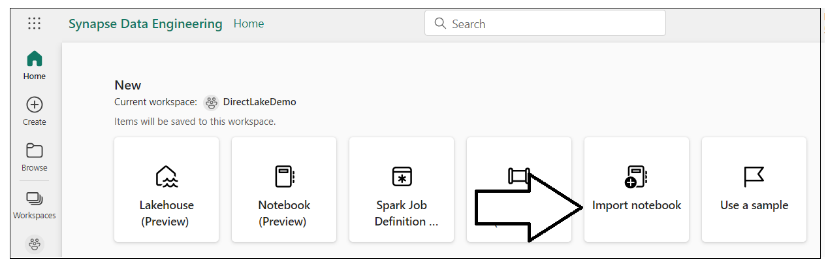 Synapse Data Engineering Home
Search
Home
Create
Browse
Workspaces
New
Current workspace: DirectLakeDemo
Items will be saved to this workspace.
Lakehouse
(Preview)
Notebook
(Preview)
Spark Job
Definition ...
Import notebook
Use a sample